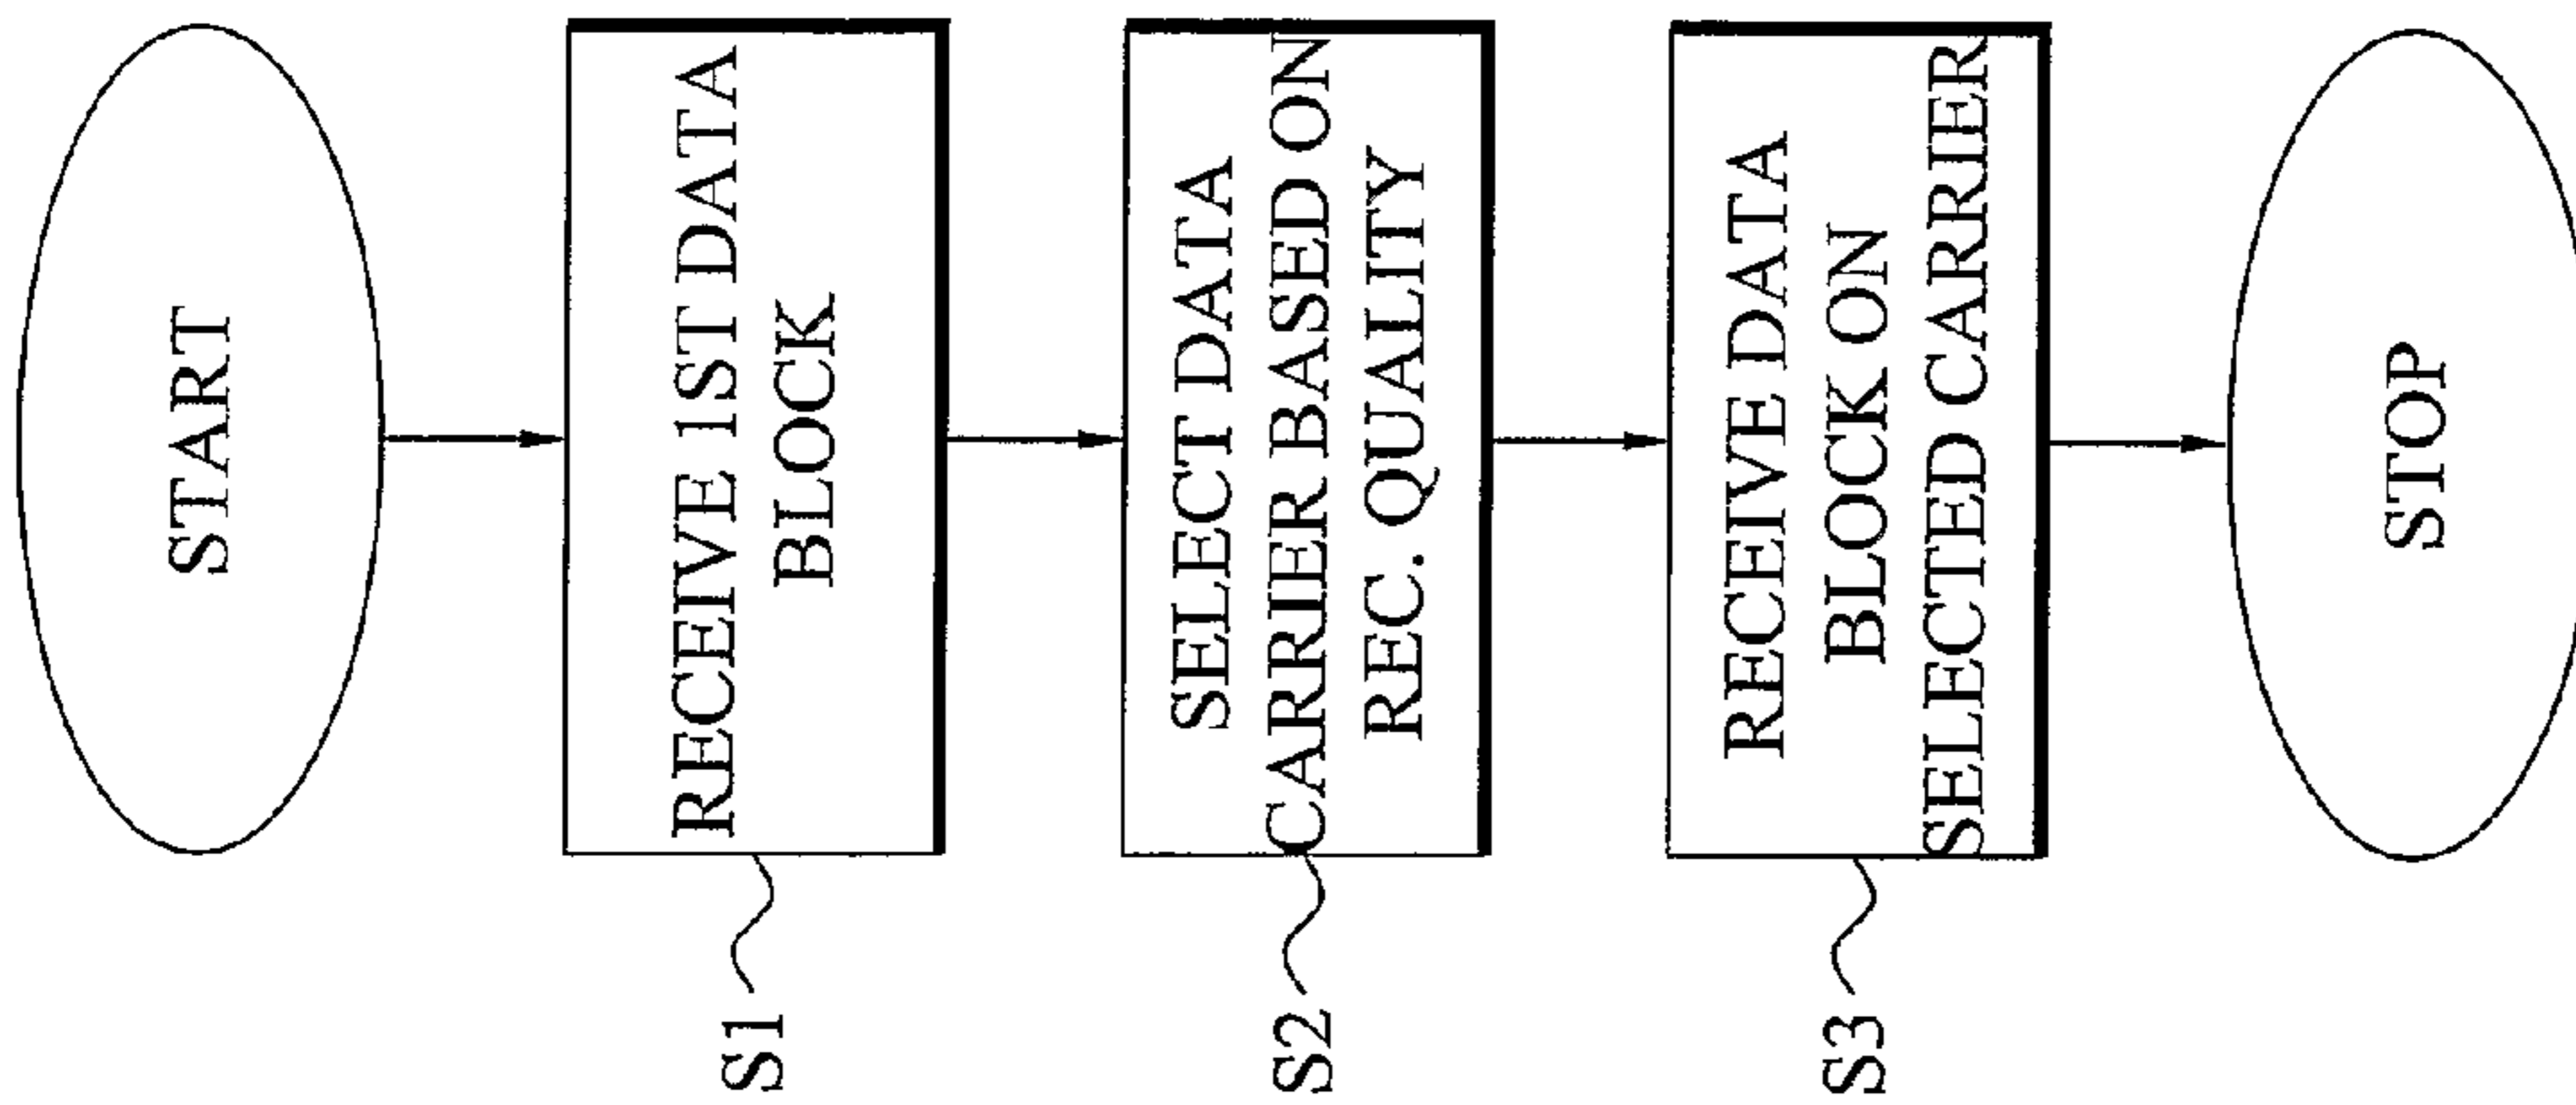 START
S1
RECEIVE 1ST DATA
BLOCK
S2
SELECT DATA
CARRIER BASED ON
REC. QUALITY
S3
RECEIVE DATA
BLOCK ON
SELECTED CARRIER
STOP